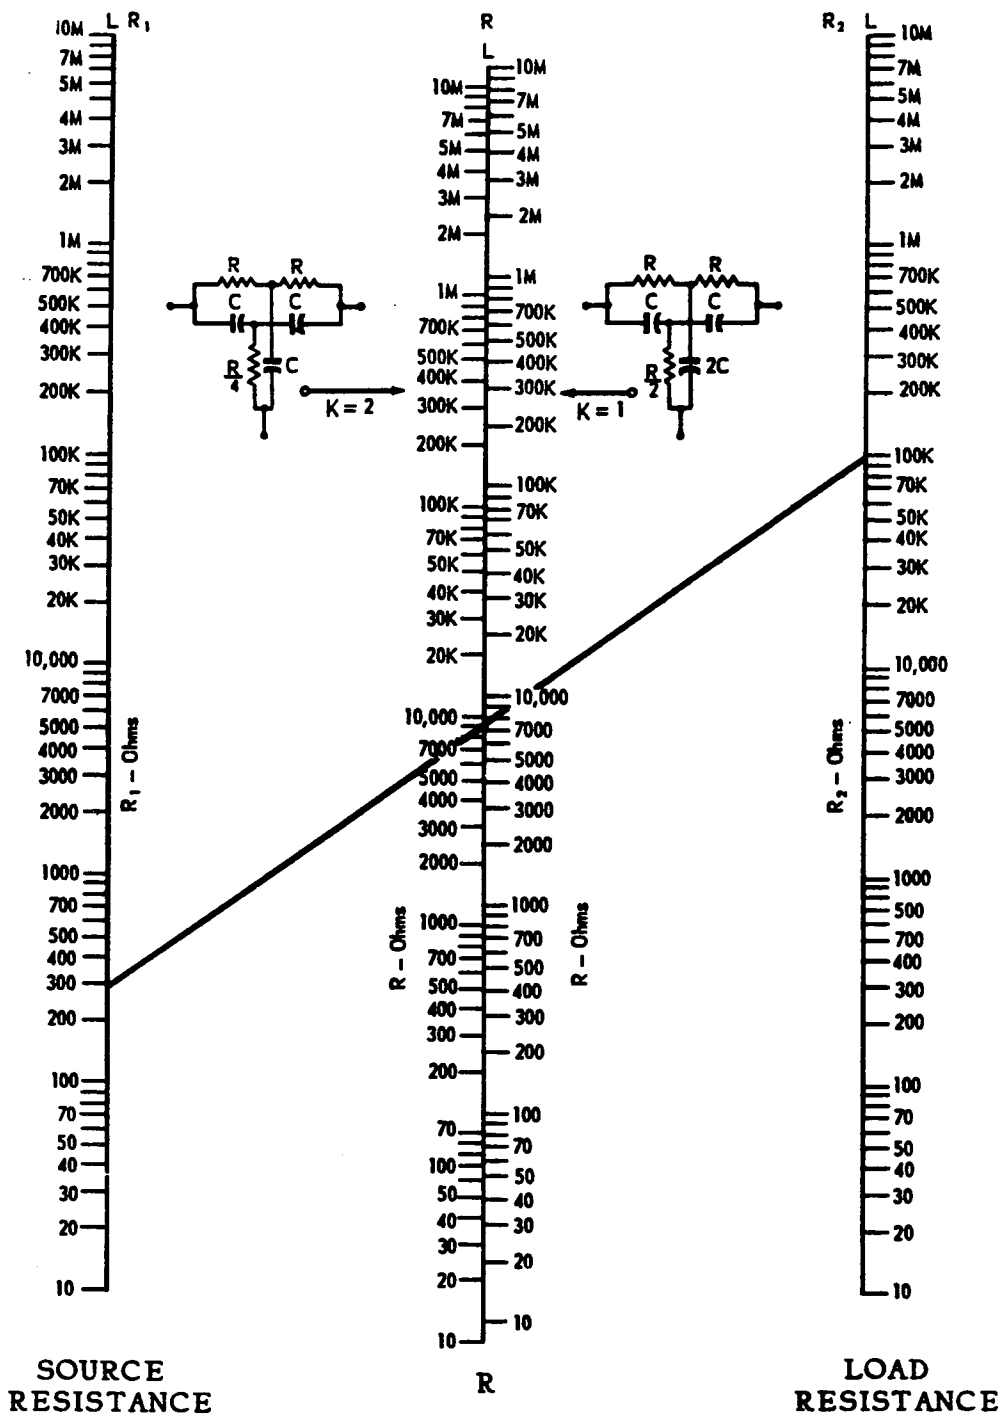 L R₁
10M
7M
5M
4M
3M
2M
1M
700K
500K
400K
300K
200K
100K
70K
50K
40K
30K
20K
10,000
7000
5000
4000
3000
2000
1000
700
500
400
300
200
100
70
50
40
30
20
10
R₁ – Ohms
SOURCE
RESISTANCE
R R
C C
R/4 C
K = 2
R
L
10M
7M
5M
4M
3M
2M
1M
700K
500K
400K
300K
200K
100K
70K
50K
40K
30K
20K
10,000
7000
5000
4000
3000
2000
1000
700
500
400
300
200
70
100
50
40
30
20
10
R – Ohms
10M
7M
5M
4M
3M
2M
1M
700K
500K
400K
300K
200K
100K
70K
50K
40K
30K
20K
10,000
7000
5000
4000
3000
2000
1000
700
500
400
300
200
100
70
50
40
30
20
10
R – Ohms
R
R R
C C
R/2 2C
K = 1
R₂ L
10M
7M
5M
4M
3M
2M
1M
700K
500K
400K
300K
200K
100K
70K
50K
40K
30K
20K
10,000
7000
5000
4000
3000
2000
1000
500
700
400
300
200
100
70
50
40
30
20
10
R₂ – Ohms
LOAD
RESISTANCE